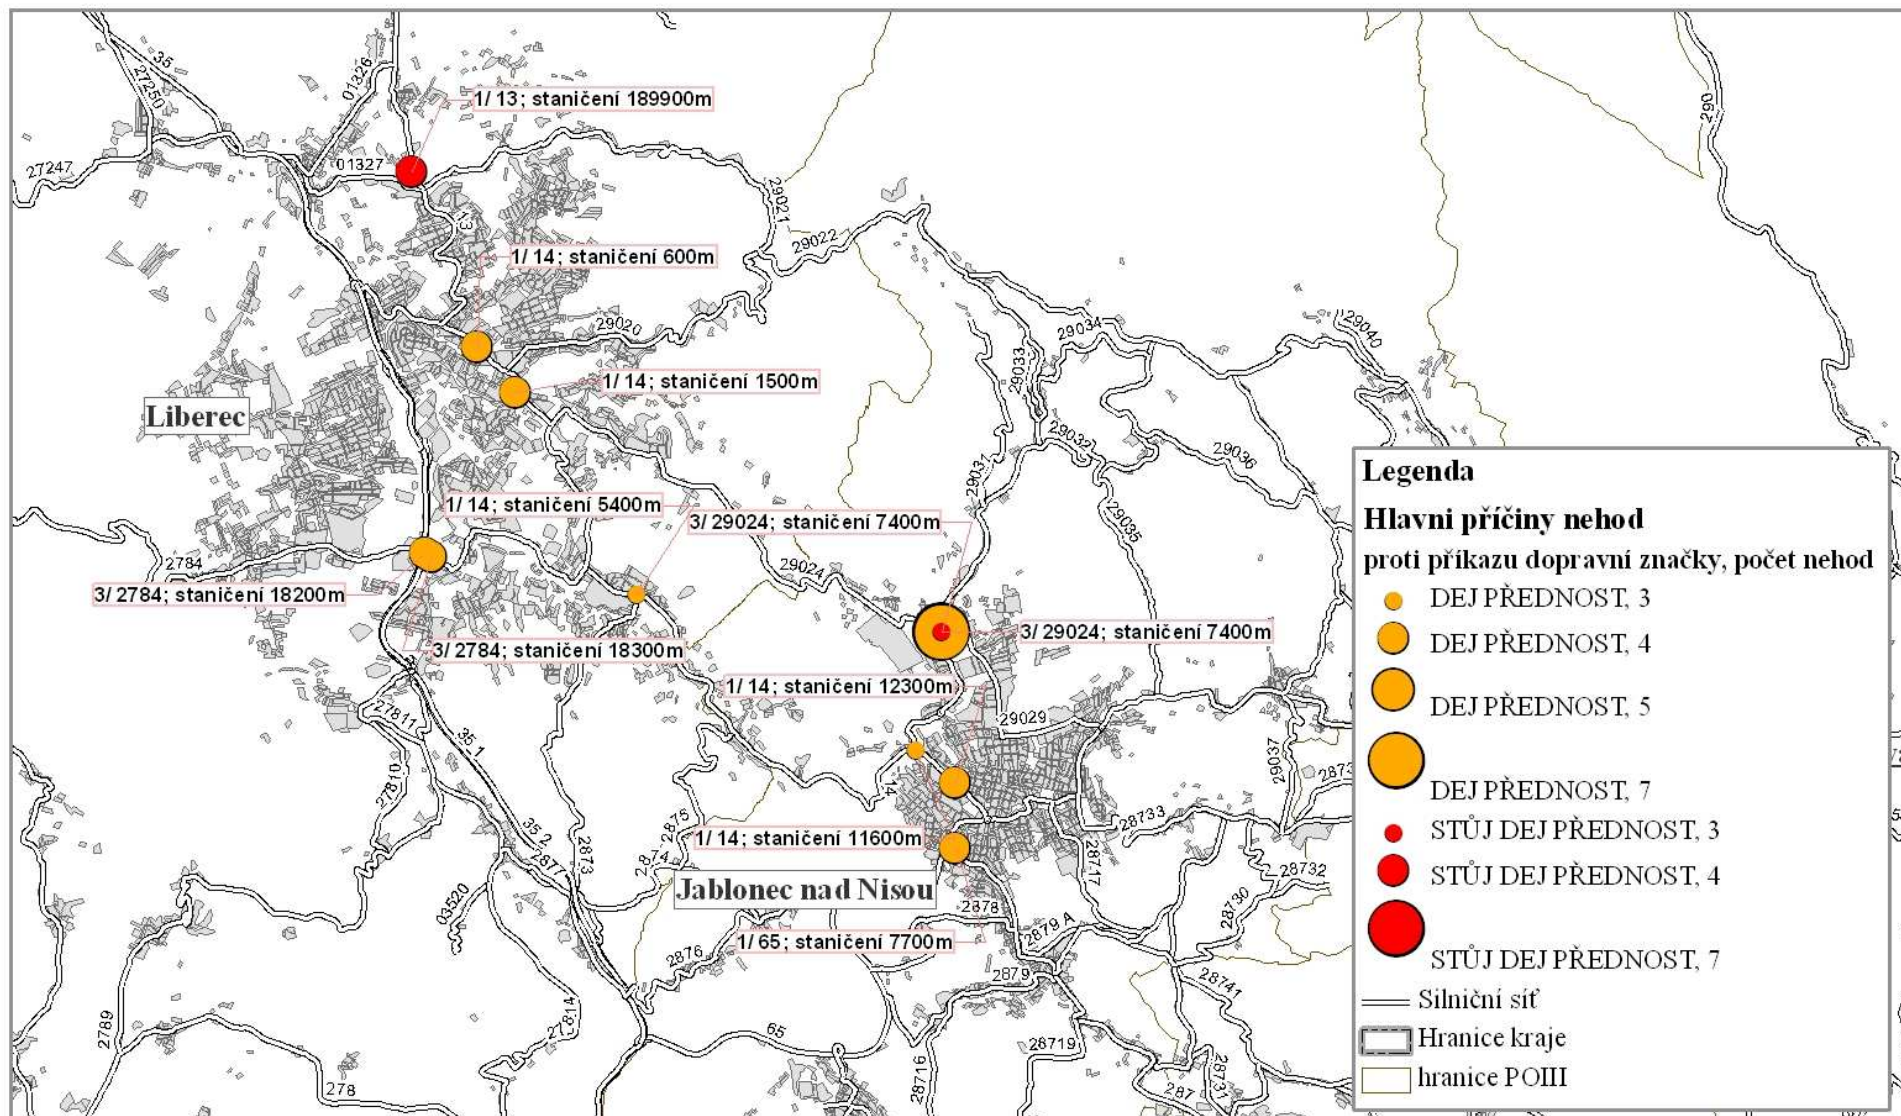 35
27250
01326
1/ 13; staničení 189900m
290
27247
01327
13
29021
29022
1/ 14; staničení 600m
29020
29034
29040
29033
1/ 14; staničení 1500m
Liberec
29032
29036
29031
29035
1/ 14; staničení 5400m
3/ 29024; staničení 7400m
2784
29024
3/ 2784; staničení 18200m
3/ 2784; staničení 18300m
3/ 29024; staničení 7400m
1/ 14; staničení 12300m
27811
29029
35_1
29037
27810
14
35_2
2875
28733
1/ 14; staničení 11600m
2877
2873
2874
28717
28732
Jablonec nad Nisou
03520
2878
28730
2879 A
1/ 65; staničení 7700m
2876
2879
28741
2789
27814
65
28719
278
28716
287
28731
Legenda
Hlavni příčiny nehod
proti příkazu dopravní značky, počet nehod
DEJ PŘEDNOST, 3
DEJ PŘEDNOST, 4
DEJ PŘEDNOST, 5
DEJ PŘEDNOST, 7
STŮJ DEJ PŘEDNOST, 3
STŮJ DEJ PŘEDNOST, 4
STŮJ DEJ PŘEDNOST, 7
Silniční síť
Hranice kraje
hranice POIII